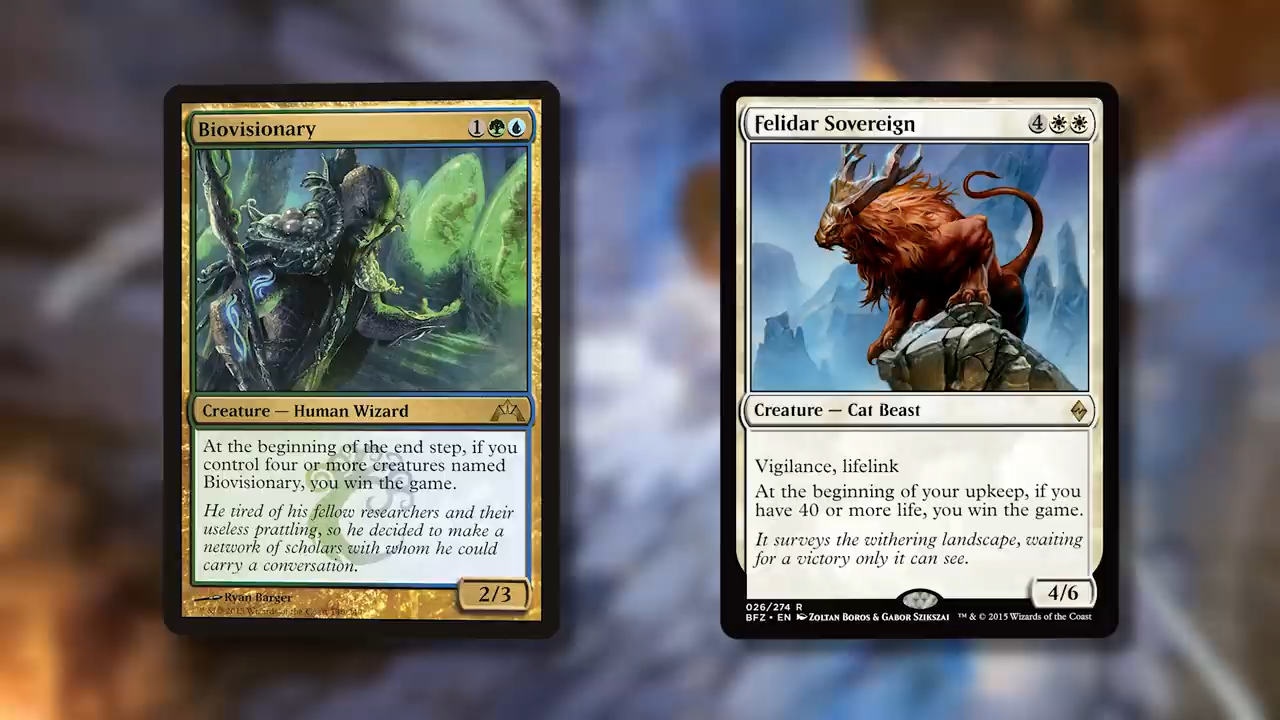 Biovisionary 1
Creature — Human Wizard
At the beginning of the end step, if you
control four or more creatures named
Biovisionary, you win the game.
He tired of his fellow researchers and their
useless prattling, so he decided to make a
network of scholars with whom he could
carry a conversation.
2/3
Ryan Barger
Felidar Sovereign 4
Creature — Cat Beast
Vigilance, lifelink
At the beginning of your upkeep, if you
have 40 or more life, you win the game.
It surveys the withering landscape, waiting
for a victory only it can see.
4/6
026/274 R
BFZ • EN Zoltan Boros & Gabor Szikszai ™ & © 2015 Wizards of the Coast